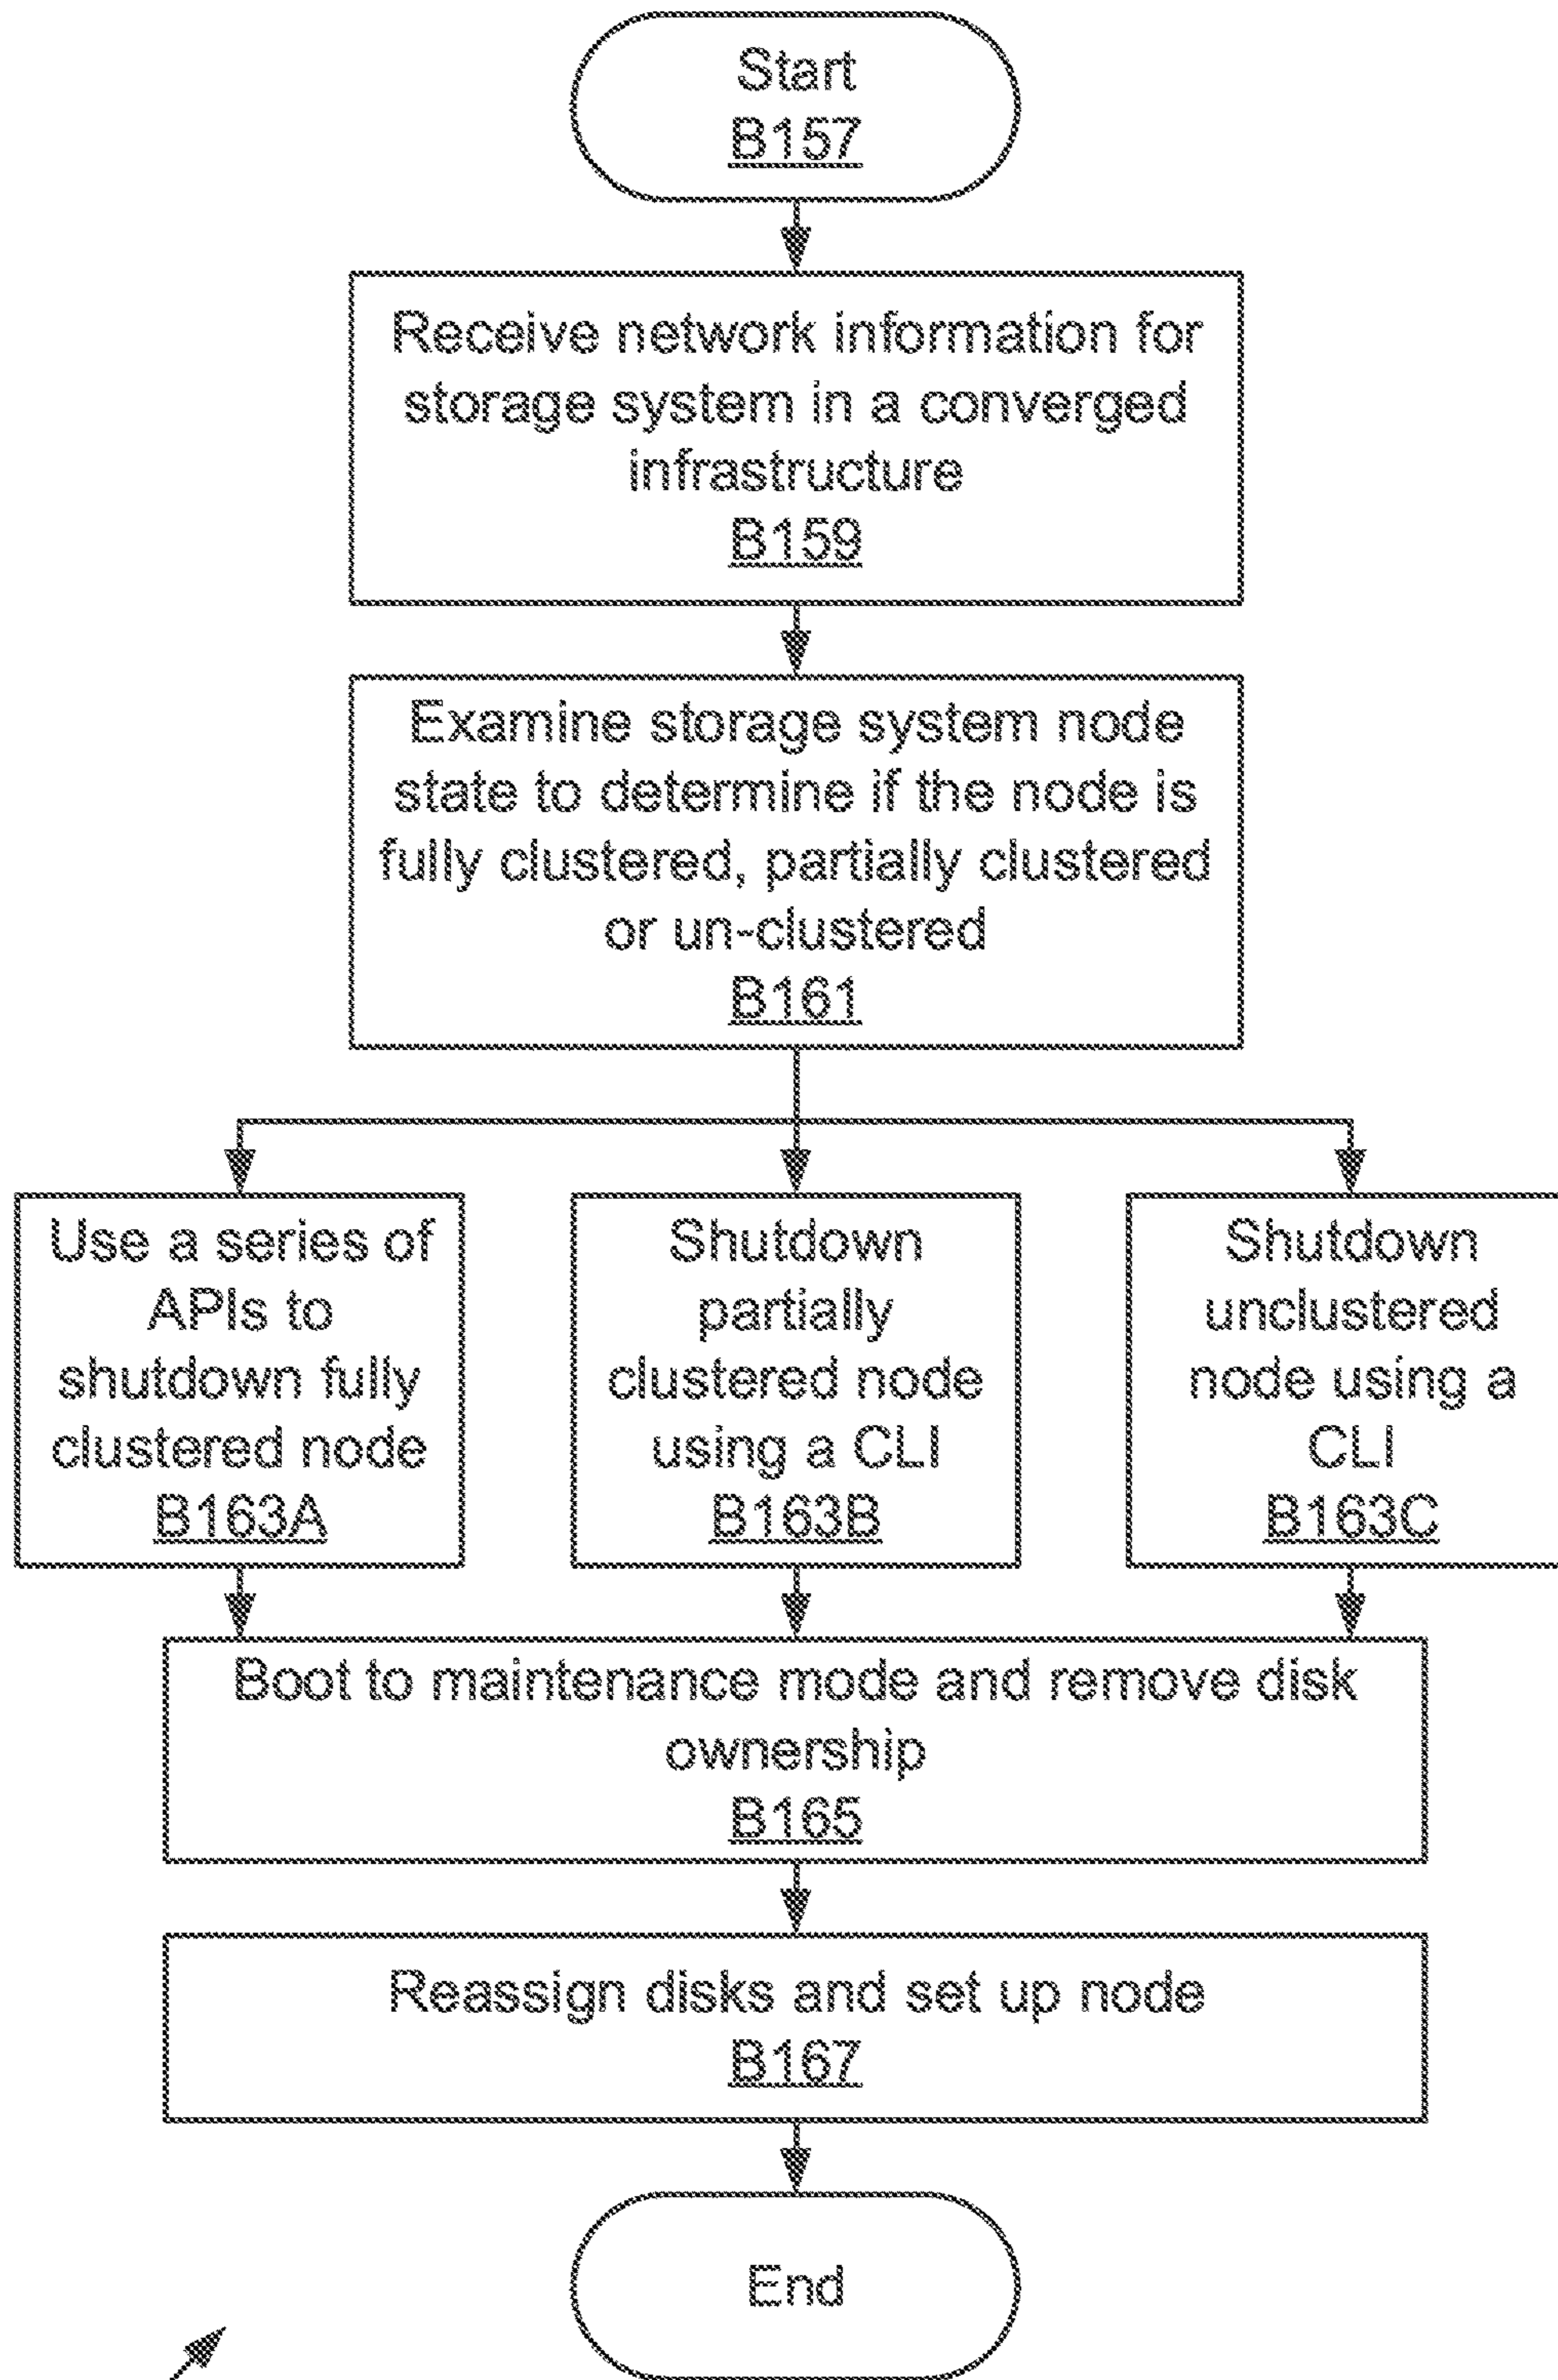 Start
B157
Receive network information for
storage system in a converged
infrastructure
B159
Examine storage system node
state to determine if the node is
fully clustered, partially clustered
or un-clustered
B161
Use a series of
APIs to
shutdown fully
clustered node
B163A
Shutdown
partially
clustered node
using a CLI
B163B
Shutdown
unclustered
node using a
CLI
B163C
Boot to maintenance mode and remove disk
ownership
B165
Reassign disks and set up node
B167
End